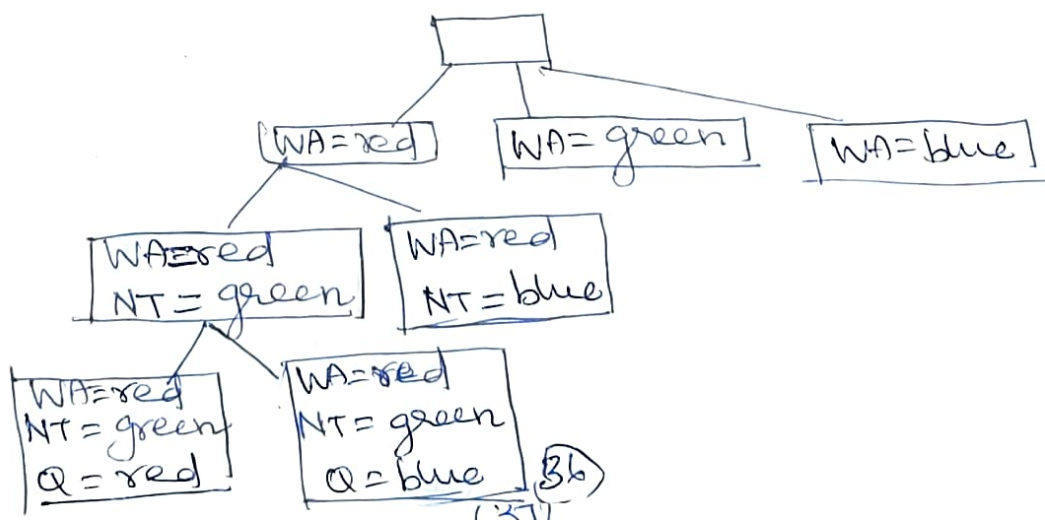 WA=red
WA=green
WA=blue
WA=red
NT=green
WA=red
NT=blue
WA=red
NT=green
Q=red
WA=red
NT=green
Q=blue
36
(37)